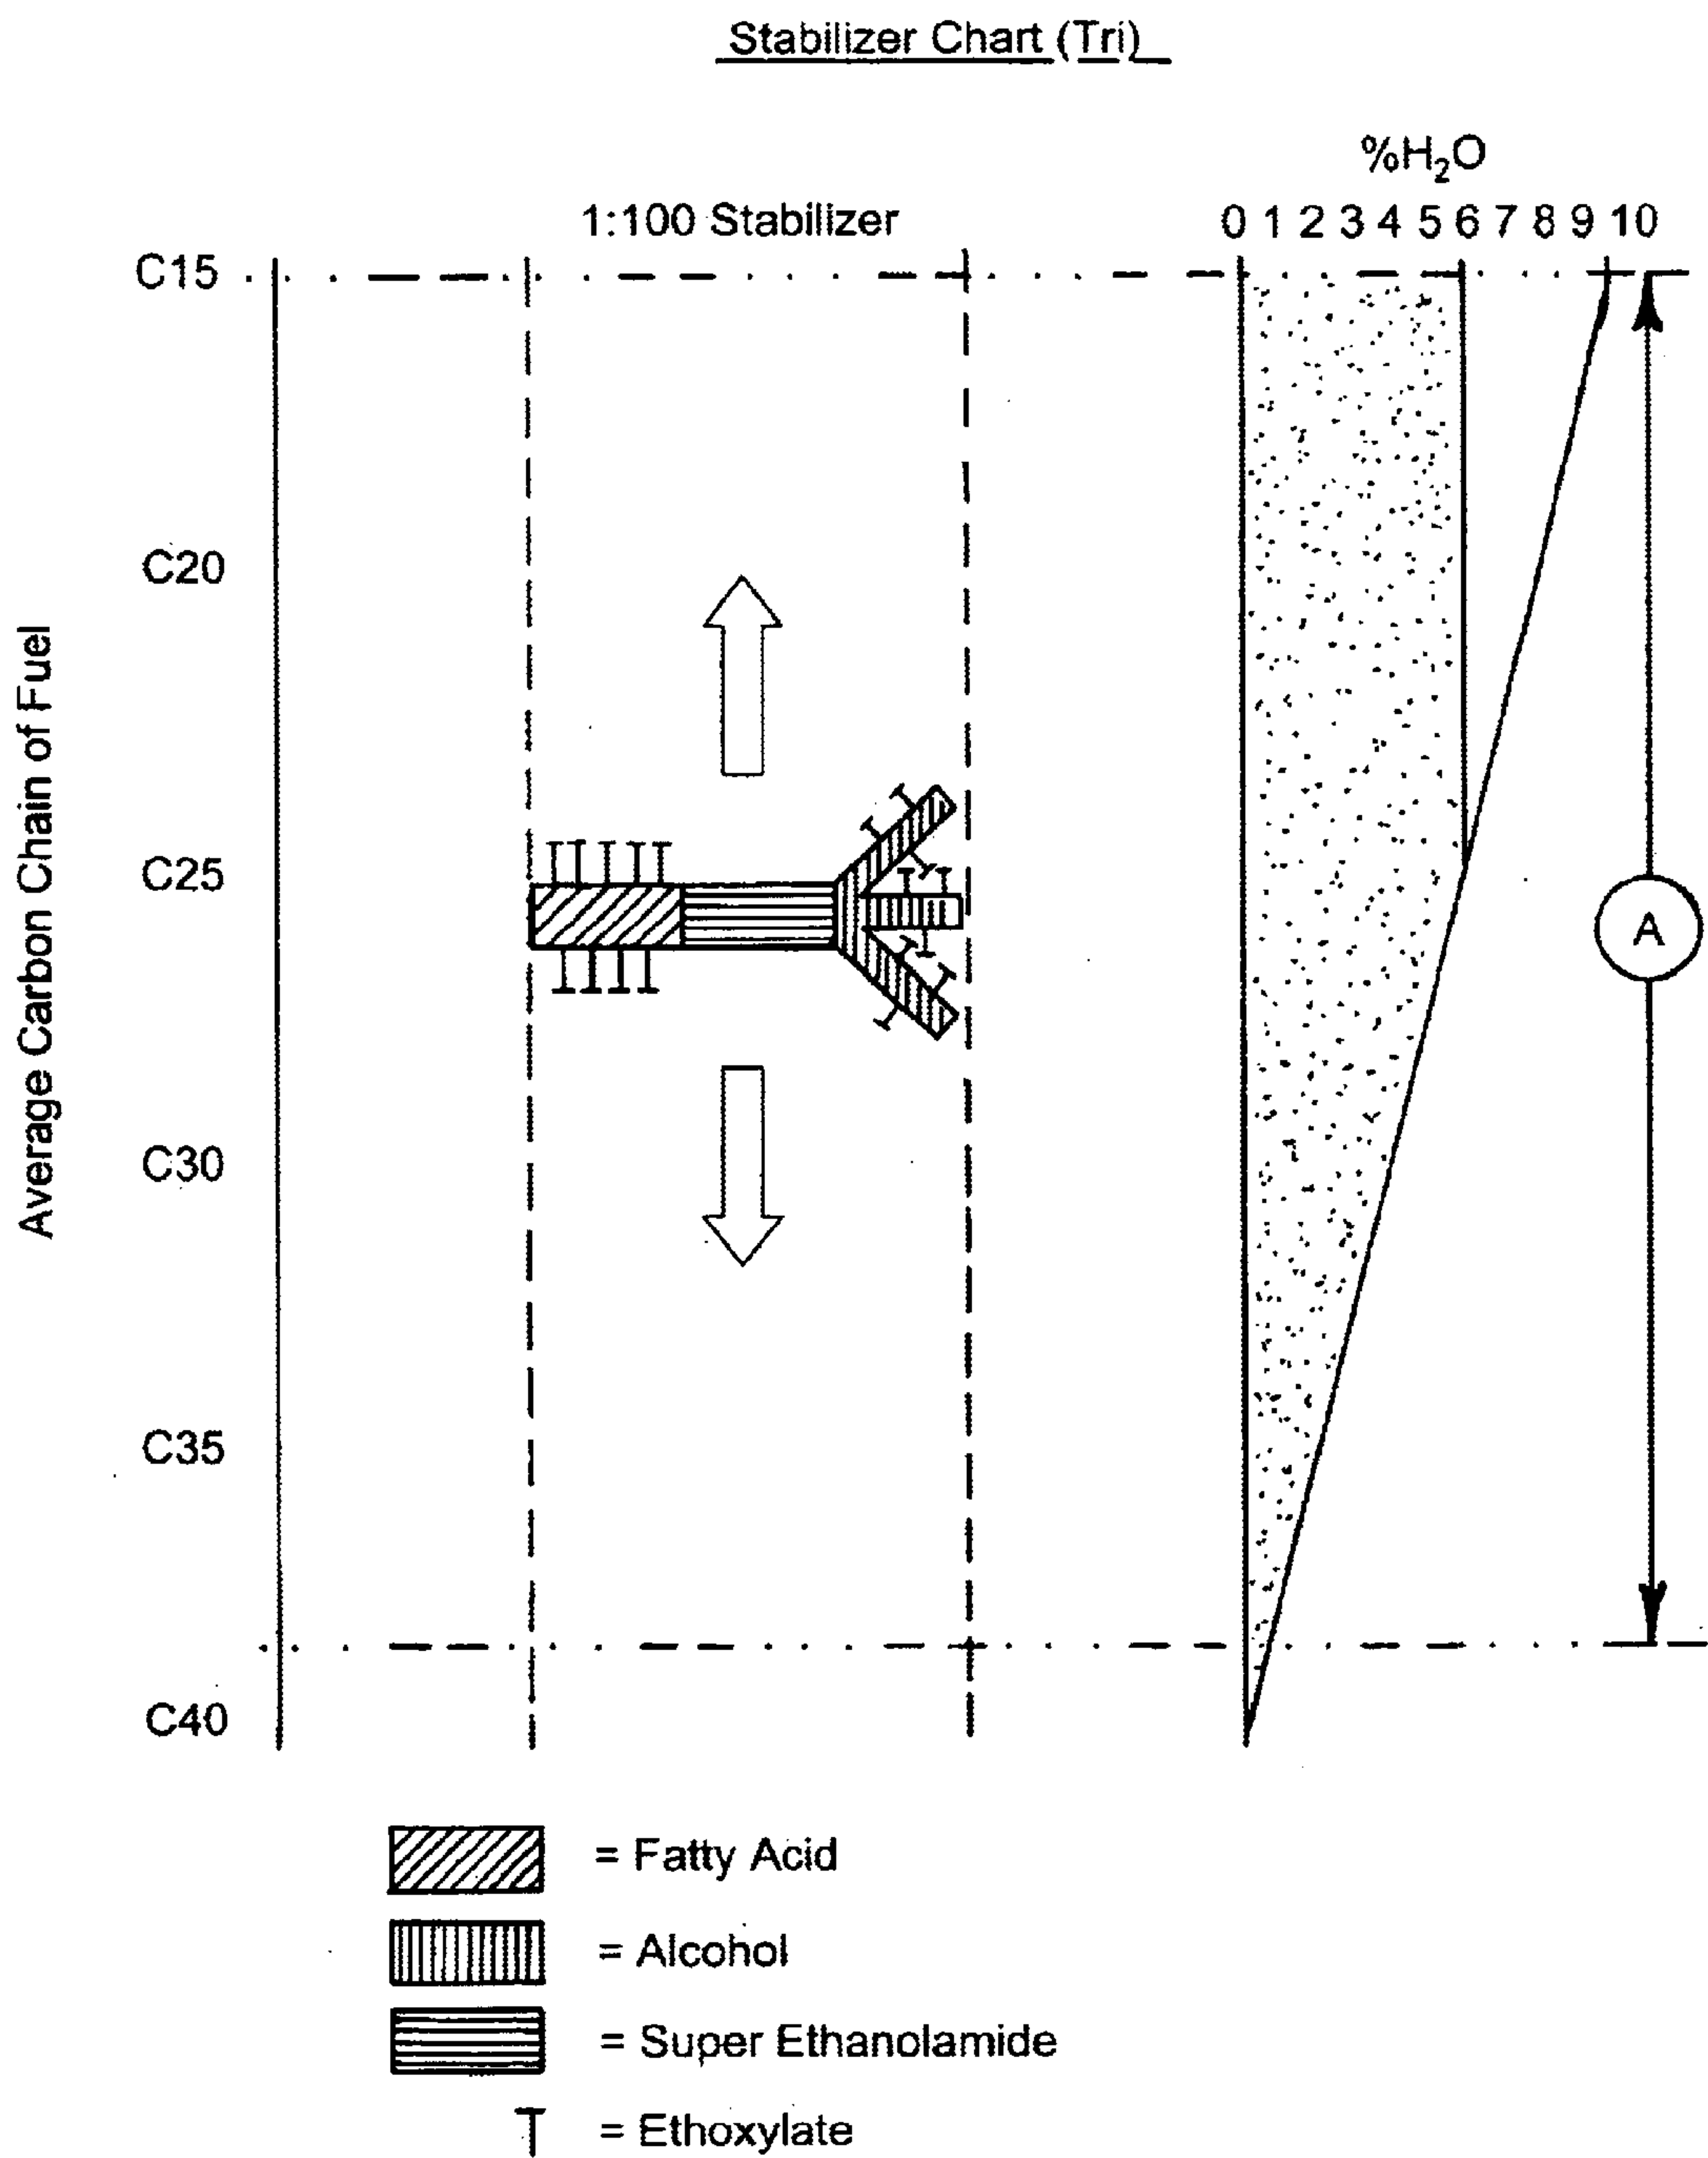 Stabilizer Chart (Tri)
%H₂O
1:100 Stabilizer
0 1 2 3 4 5 6 7 8 9 10
C15
C20
C25
C30
C35
C40
Average Carbon Chain of Fuel
A
= Fatty Acid
= Alcohol
= Super Ethanolamide
= Ethoxylate